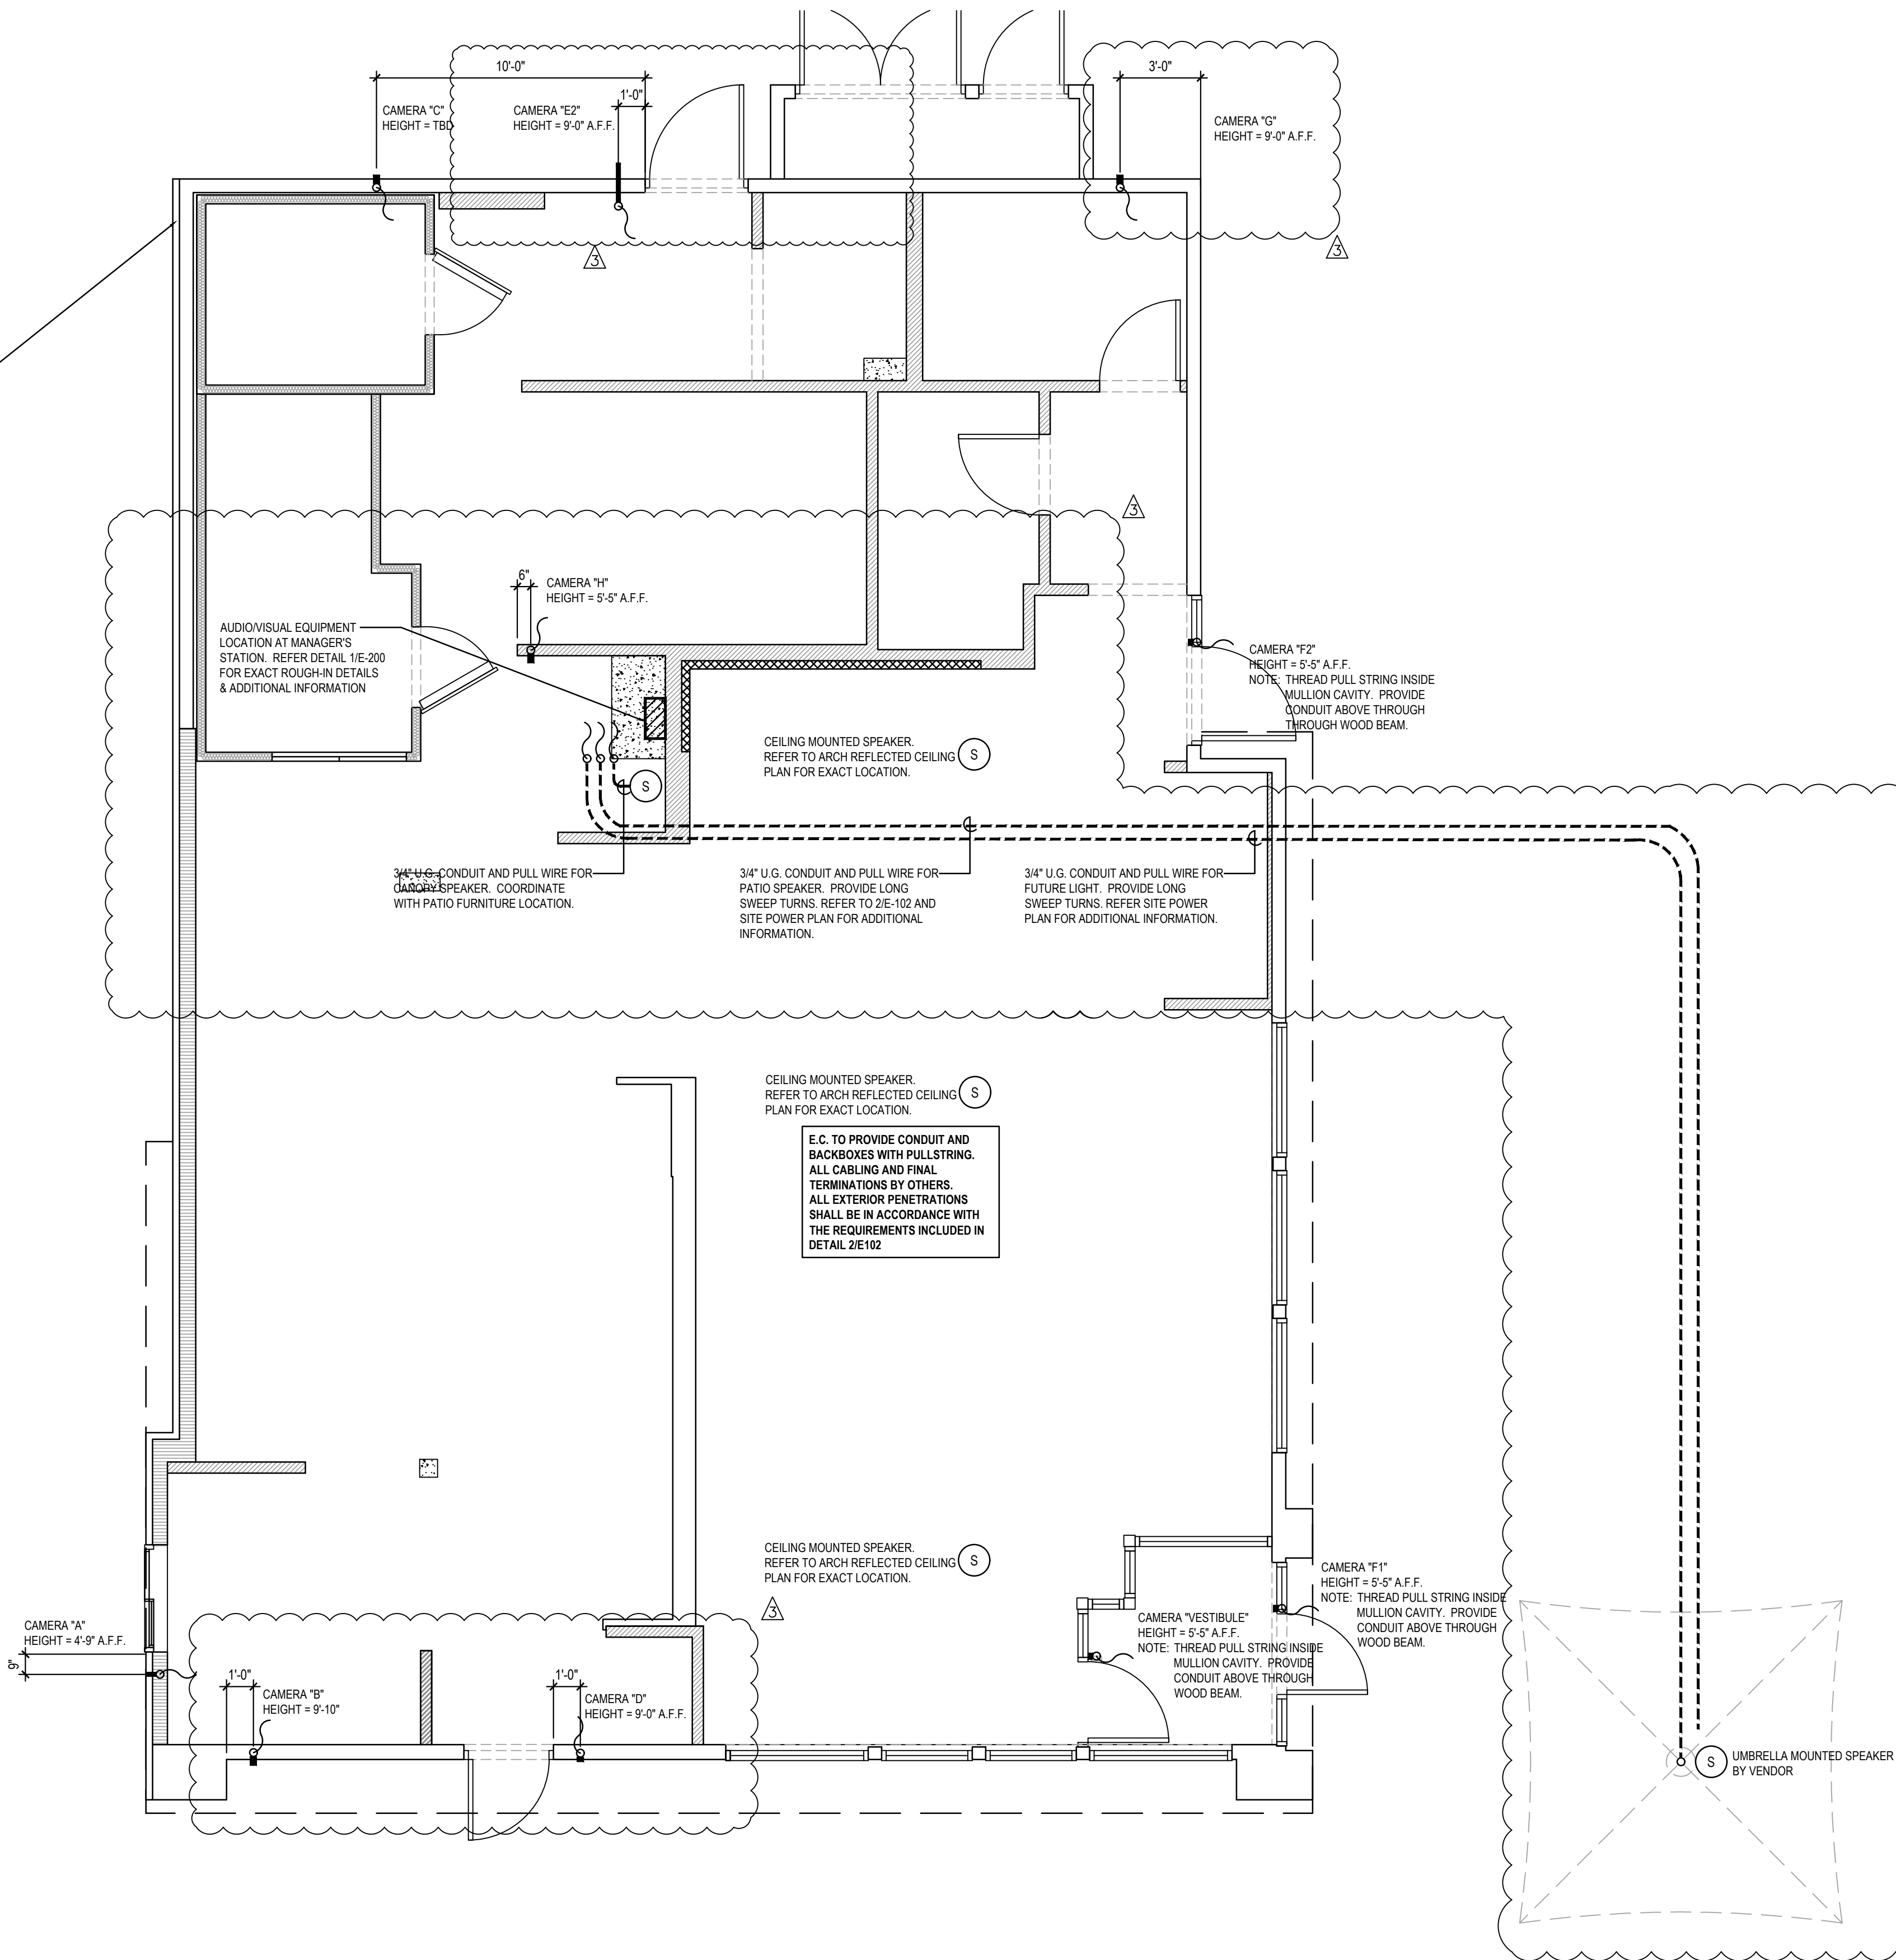 10'-0"
CAMERA "C"
HEIGHT = TBD
1'-0"
CAMERA "E2"
HEIGHT = 9'-0" A.F.F.
3'-0"
CAMERA "G"
HEIGHT = 9'-0" A.F.F.
3
3
3
6"
CAMERA "H"
HEIGHT = 5'-5" A.F.F.
AUDIO/VISUAL EQUIPMENT
LOCATION AT MANAGER'S
STATION. REFER DETAIL 1/E-200
FOR EXACT ROUGH-IN DETAILS
& ADDITIONAL INFORMATION
CAMERA "F2"
HEIGHT = 5'-5" A.F.F.
NOTE: THREAD PULL STRING INSIDE
MULLION CAVITY. PROVIDE
CONDUIT ABOVE THROUGH
THROUGH WOOD BEAM.
CEILING MOUNTED SPEAKER.
REFER TO ARCH REFLECTED CEILING
PLAN FOR EXACT LOCATION.
S
S
3/4" U.G. CONDUIT AND PULL WIRE FOR
CANOPY SPEAKER. COORDINATE
WITH PATIO FURNITURE LOCATION.
3/4" U.G. CONDUIT AND PULL WIRE FOR
PATIO SPEAKER. PROVIDE LONG
SWEEP TURNS. REFER TO 2/E-102 AND
SITE POWER PLAN FOR ADDITIONAL
INFORMATION.
3/4" U.G. CONDUIT AND PULL WIRE FOR
FUTURE LIGHT. PROVIDE LONG
SWEEP TURNS. REFER SITE POWER
PLAN FOR ADDITIONAL INFORMATION.
CEILING MOUNTED SPEAKER.
REFER TO ARCH REFLECTED CEILING
PLAN FOR EXACT LOCATION.
S
E.C. TO PROVIDE CONDUIT AND
BACKBOXES WITH PULLSTRING.
ALL CABLING AND FINAL
TERMINATIONS BY OTHERS.
ALL EXTERIOR PENETRATIONS
SHALL BE IN ACCORDANCE WITH
THE REQUIREMENTS INCLUDED IN
DETAIL 2/E102
CEILING MOUNTED SPEAKER.
REFER TO ARCH REFLECTED CEILING
PLAN FOR EXACT LOCATION.
S
3
CAMERA "F1"
HEIGHT = 5'-5" A.F.F.
NOTE: THREAD PULL STRING INSIDE
MULLION CAVITY. PROVIDE
CONDUIT ABOVE THROUGH
WOOD BEAM.
CAMERA "VESTIBULE"
HEIGHT = 5'-5" A.F.F.
NOTE: THREAD PULL STRING INSIDE
MULLION CAVITY. PROVIDE
CONDUIT ABOVE THROUGH
WOOD BEAM.
CAMERA "A"
HEIGHT = 4'-9" A.F.F.
9"
1'-0"
CAMERA "B"
HEIGHT = 9'-10"
1'-0"
CAMERA "D"
HEIGHT = 9'-0" A.F.F.
S
UMBRELLA MOUNTED SPEAKER
BY VENDOR